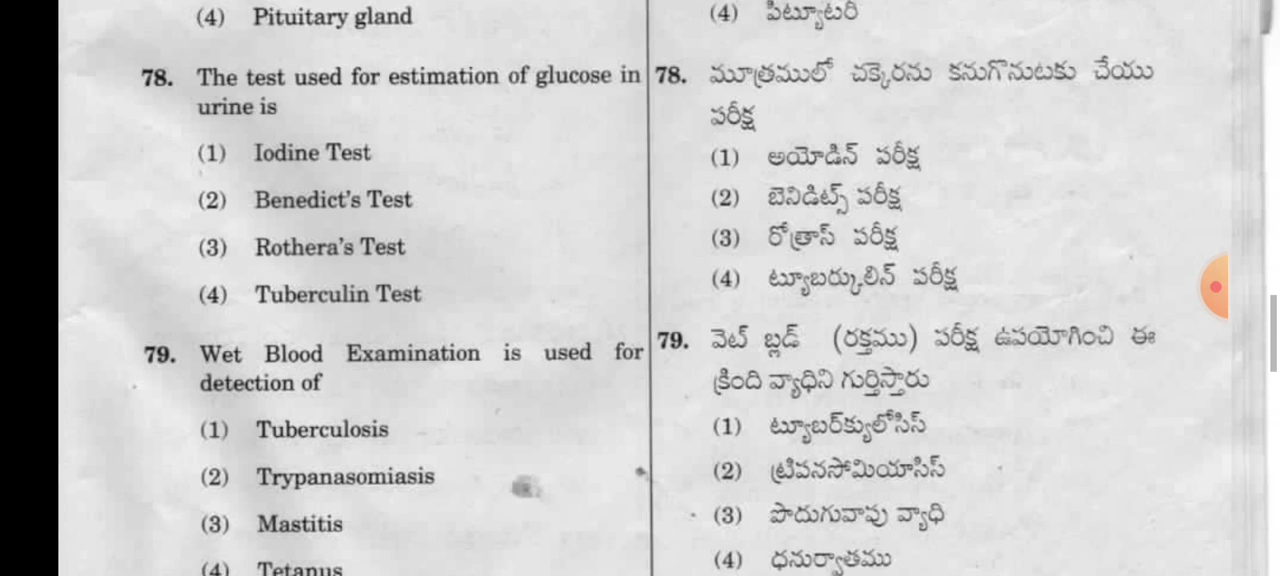 (4) Pituitary gland
78. The test used for estimation of glucose in
urine is
(1) Iodine Test
(2) Benedict's Test
(3) Rothera's Test
(4) Tuberculin Test
79. Wet Blood Examination is used for
detection of
(1) Tuberculosis
(2) Trypanasomiasis
(3) Mastitis
(4) Tetanus
(4) పిట్యూటరీ
78. మూత్రములో చక్కెరను కనుగొనుటకు చేయు
పరీక్ష
(1) అయోడిన్ పరీక్ష
(2) బెనిడిట్స్ పరీక్ష
(3) రోత్రాస్ పరీక్ష
(4) ట్యూబర్కులిన్ పరీక్ష
79. వెట్ బ్లడ్ (రక్తము) పరీక్ష ఉపయోగించి ఈ
క్రింది వ్యాధిని గుర్తిస్తారు
(1) ట్యూబర్‌క్యులోసిస్
(2) ట్రిపనసోమియాసిస్
(3) పొదుగువాపు వ్యాధి
(4) ధనుర్వాతము